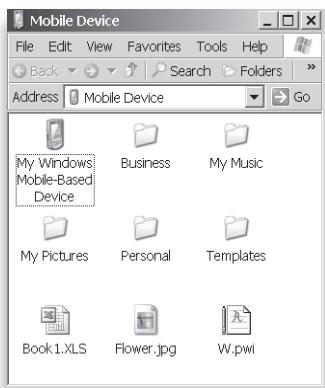 Mobile Device
File Edit View Favorites Tools Help
Back Search Folders »
Address Mobile Device Go
My Windows
Mobile-Based
Device
Business
My Music
My Pictures
Personal
Templates
Book1.XLS
Flower.jpg
W.pwi